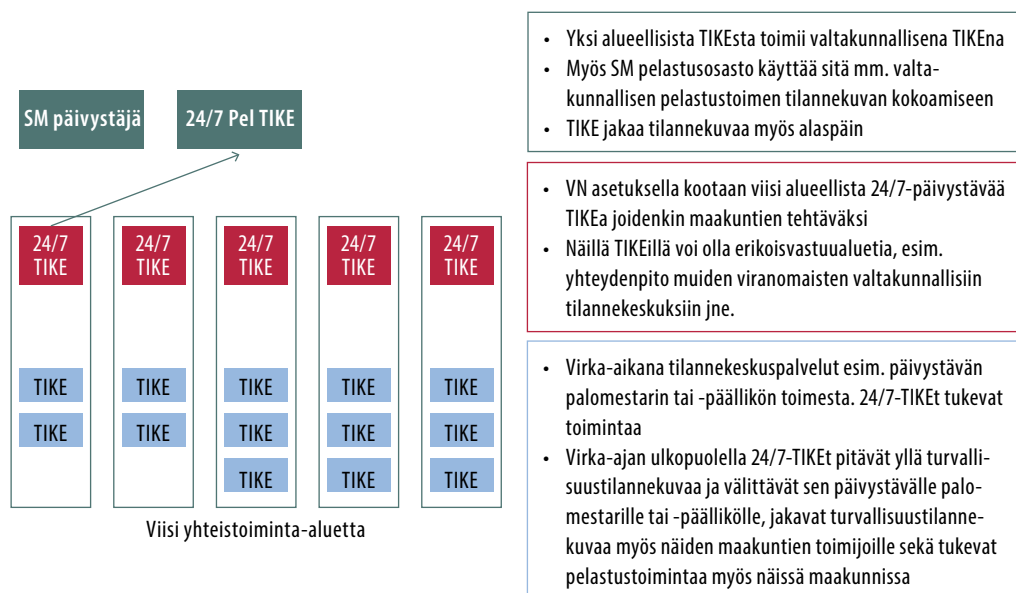 SM päivystäjä
24/7 Pel TIKE
24/7
TIKE
24/7
TIKE
24/7
TIKE
24/7
TIKE
24/7
TIKE
TIKE
TIKE
TIKE
TIKE
TIKE
TIKE
TIKE
TIKE
TIKE
TIKE
TIKE
TIKE
TIKE
Viisi yhteistoiminta-aluetta
• Yksi alueellisista TIKEsta toimii valtakunnallisena TIKEna
• Myös SM pelastusosasto käyttää sitä mm. valta-
kunnallisen pelastustoimen tilannekuvan kokoamiseen
• TIKE jakaa tilannekuvaa myös alaspäin
• VN asetuksella kootaan viisi alueellista 24/7-päivystävää
TIKEa joidenkin maakuntien tehtäväksi
• Näillä TIKEillä voi olla erikoisvastuualuetia, esim.
yhteydenpito muiden viranomaisten valtakunnallisiin
tilannekeskuksiin jne.
• Virka-aikana tilannekeskuspalvelut esim. päivystävän
palomestarin tai -päällikön toimesta. 24/7-TIKEt tukevat
toimintaa
• Virka-ajan ulkopuolella 24/7-TIKEt pitävät yllä turvalli-
suustilannekuvaa ja välittävät sen päivystävälle palo-
mestarille tai -päällikölle, jakavat turvallisuustilanne-
kuvaa myös näiden maakuntien toimijoille sekä tukevat
pelastustoimintaa myös näissä maakunnissa